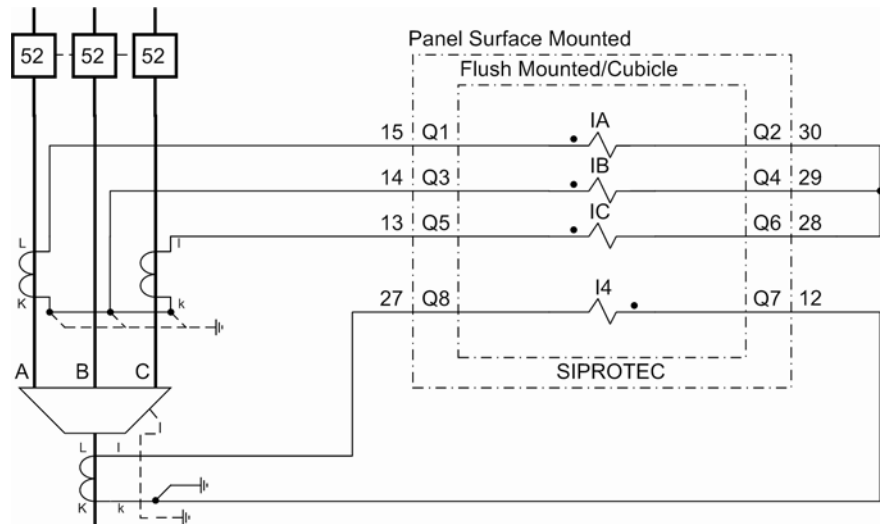 52 52 52
Panel Surface Mounted
Flush Mounted/Cubicle
15 Q1 IA Q2 30
14 Q3 IB Q4 29
13 Q5 IC Q6 28
L l
K k
27 Q8 I4 Q7 12
A B C
SIPROTEC
L l
K k